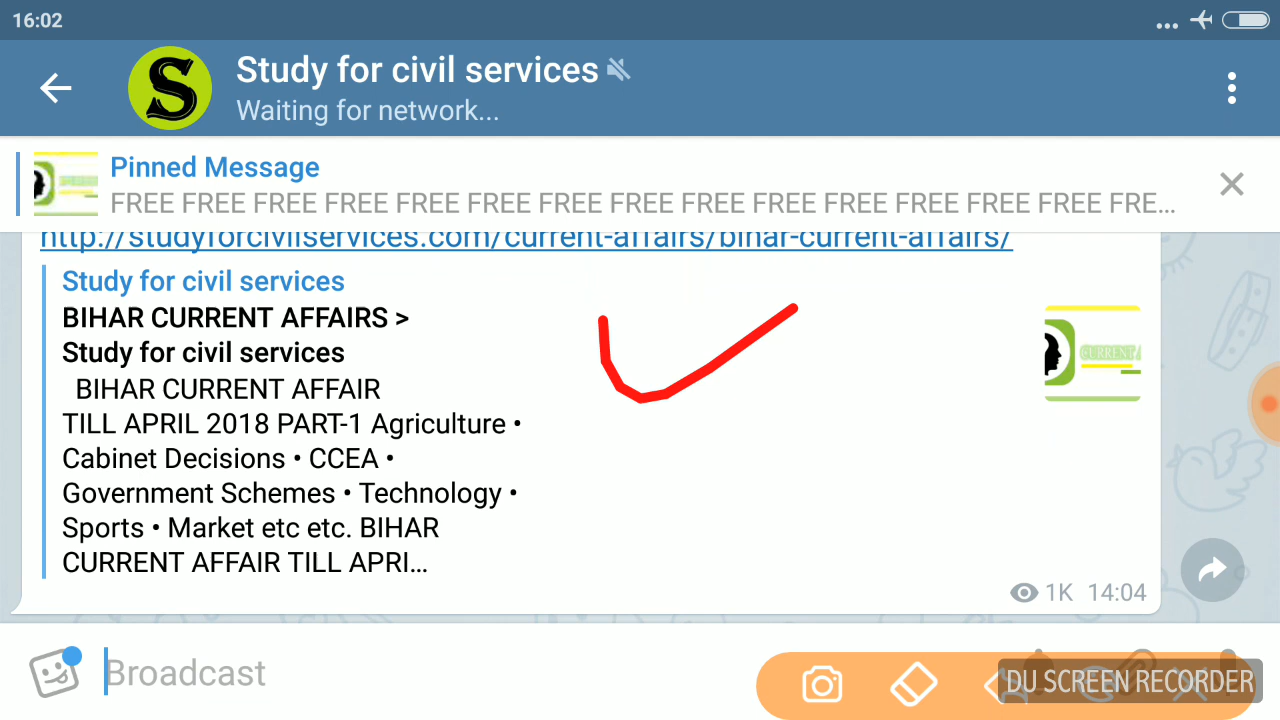 16:02
Study for civil services
Waiting for network...
Pinned Message
FREE FREE FREE FREE FREE FREE FREE FREE FREE FREE FREE FREE FREE FREE FRE...
http://studyforcivilservices.com/current-affairs/bihar-current-affairs/
Study for civil services
BIHAR CURRENT AFFAIRS >
Study for civil services
BIHAR CURRENT AFFAIR
TILL APRIL 2018 PART-1 Agriculture •
Cabinet Decisions • CCEA •
Government Schemes • Technology •
Sports • Market etc etc. BIHAR
CURRENT AFFAIR TILL APRI...
CURRENT
1K 14:04
Broadcast
DU SCREEN RECORDER